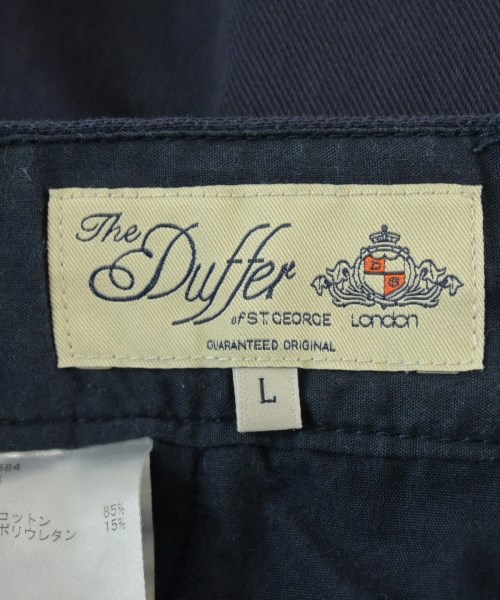 The
Duffer
of ST. GEORGE LONDON
GUARANTEED ORIGINAL
L
664
コットン 85%
ポリウレタン 15%